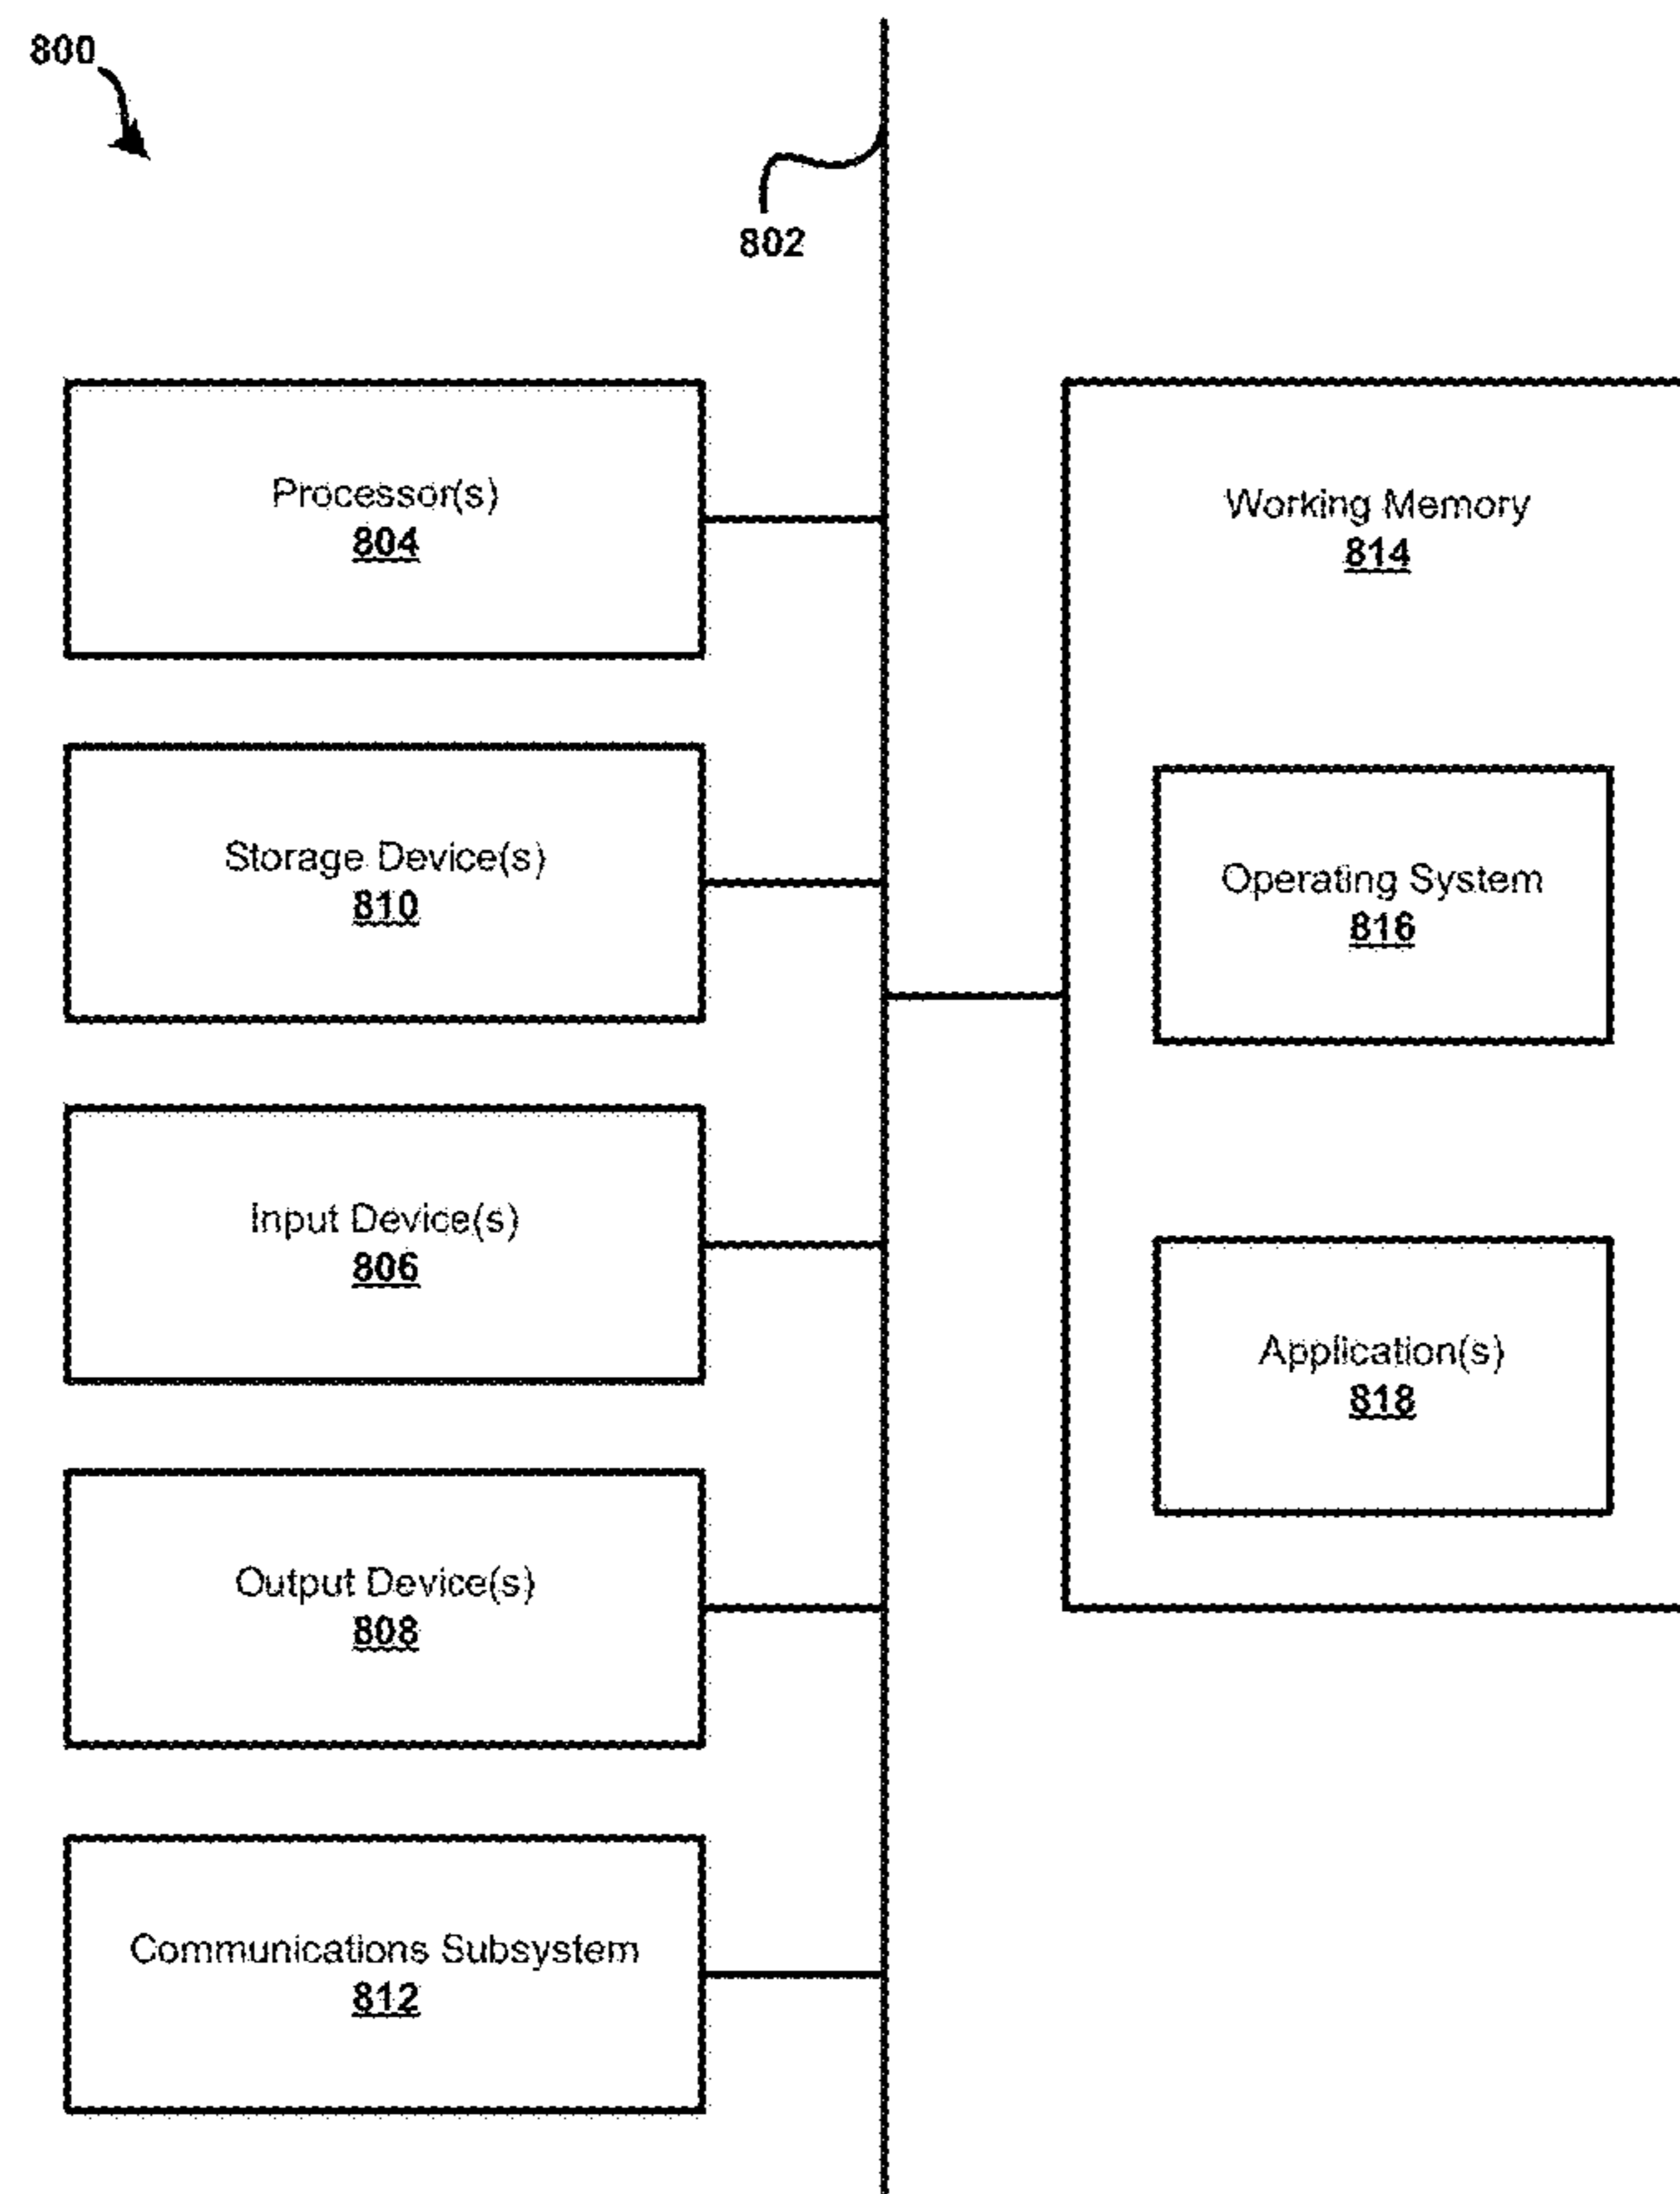 800
802
Processor(s)
804
Storage Device(s)
810
Input Device(s)
806
Output Device(s)
808
Communications Subsystem
812
Working Memory
814
Operating System
816
Application(s)
818